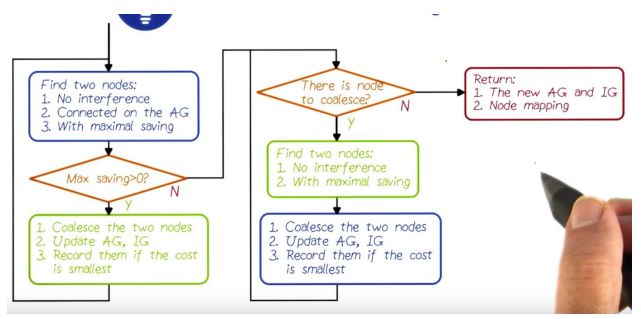 Find two nodes:
1. No interference
2. Connected on the AG
3. With maximal saving
Max saving>0?
N
Y
1. Coalesce the two nodes
2. Update AG, IG
3. Record them if the cost
is smallest
There is node
to coalesce?
N
Y
Find two nodes:
1. No interference
2. With maximal saving
1. Coalesce the two nodes
2. Update AG, IG
3. Record them if the cost
is smallest
Return:
1. The new AG and IG
2. Node mapping